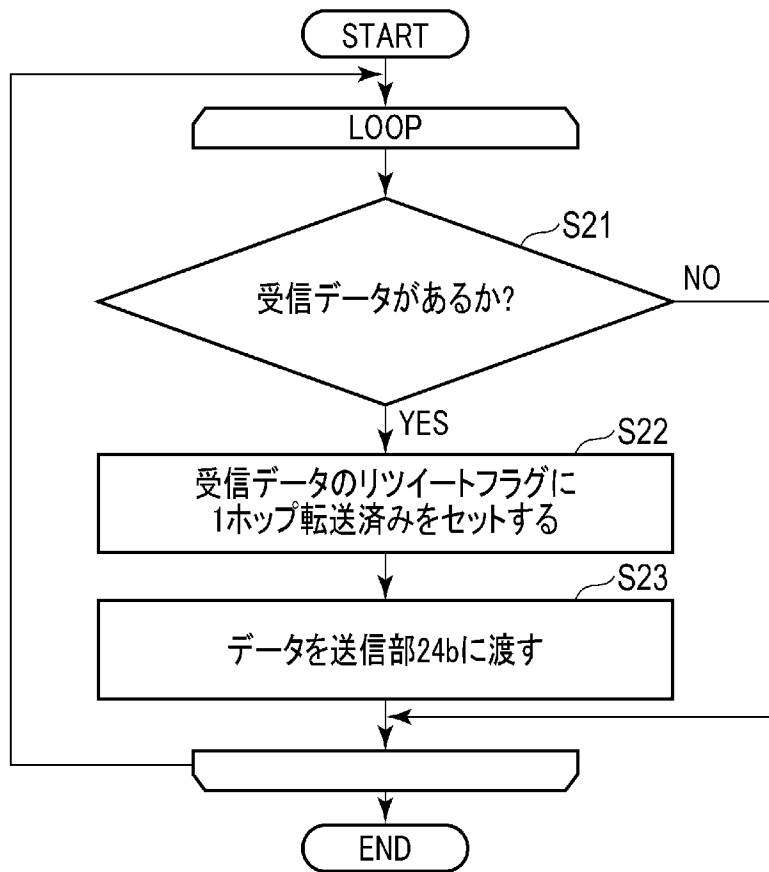 START
LOOP
S21
受信データがあるか?
NO
YES
S22
受信データのリツイートフラグに
1ホップ転送済みをセットする
S23
データを送信部24bに渡す
END